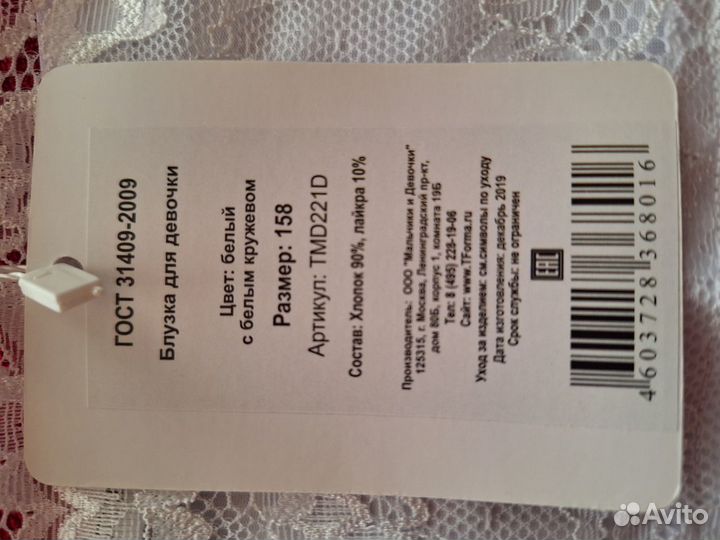 ГОСТ 31409-2009
Блузка для девочки
Цвет: белый
с белым кружевом
Размер: 158
Артикул: TMD221D
Состав: Хлопок 90%, лайкра 10%
Производитель: ООО "Мальчики и Девочки"
125315, г. Москва, Ленинградский пр-кт,
дом 80Б, корпус 1, комната 19Б
Тел: 8 (495) 228-19-06
Сайт: www.TForma.ru
Уход за изделием: см.символы по уходу
Дата изготовления: декабрь 2019
Срок службы: не ограничен
EAC
4603728368016
Avito